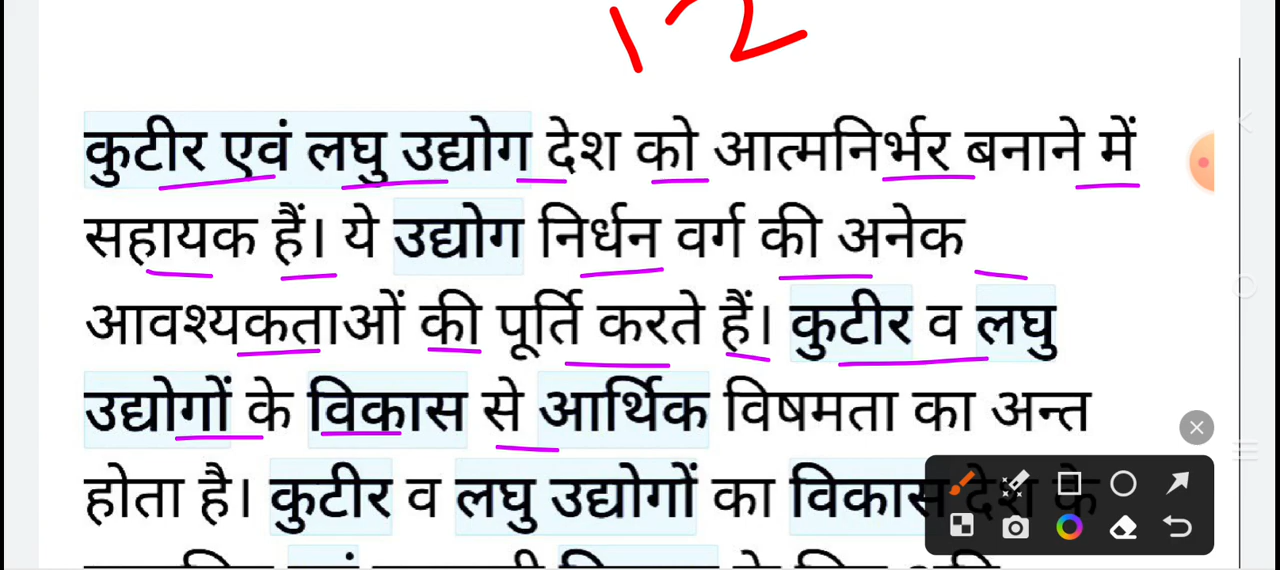 12
कुटीर एवं लघु उद्योग देश को आत्मनिर्भर बनाने में
सहायक हैं। ये उद्योग निर्धन वर्ग की अनेक
आवश्यकताओं की पूर्ति करते हैं। कुटीर व लघु
उद्योगों के विकास से आर्थिक विषमता का अन्त
होता है। कुटीर व लघु उद्योगों का विकास देश के